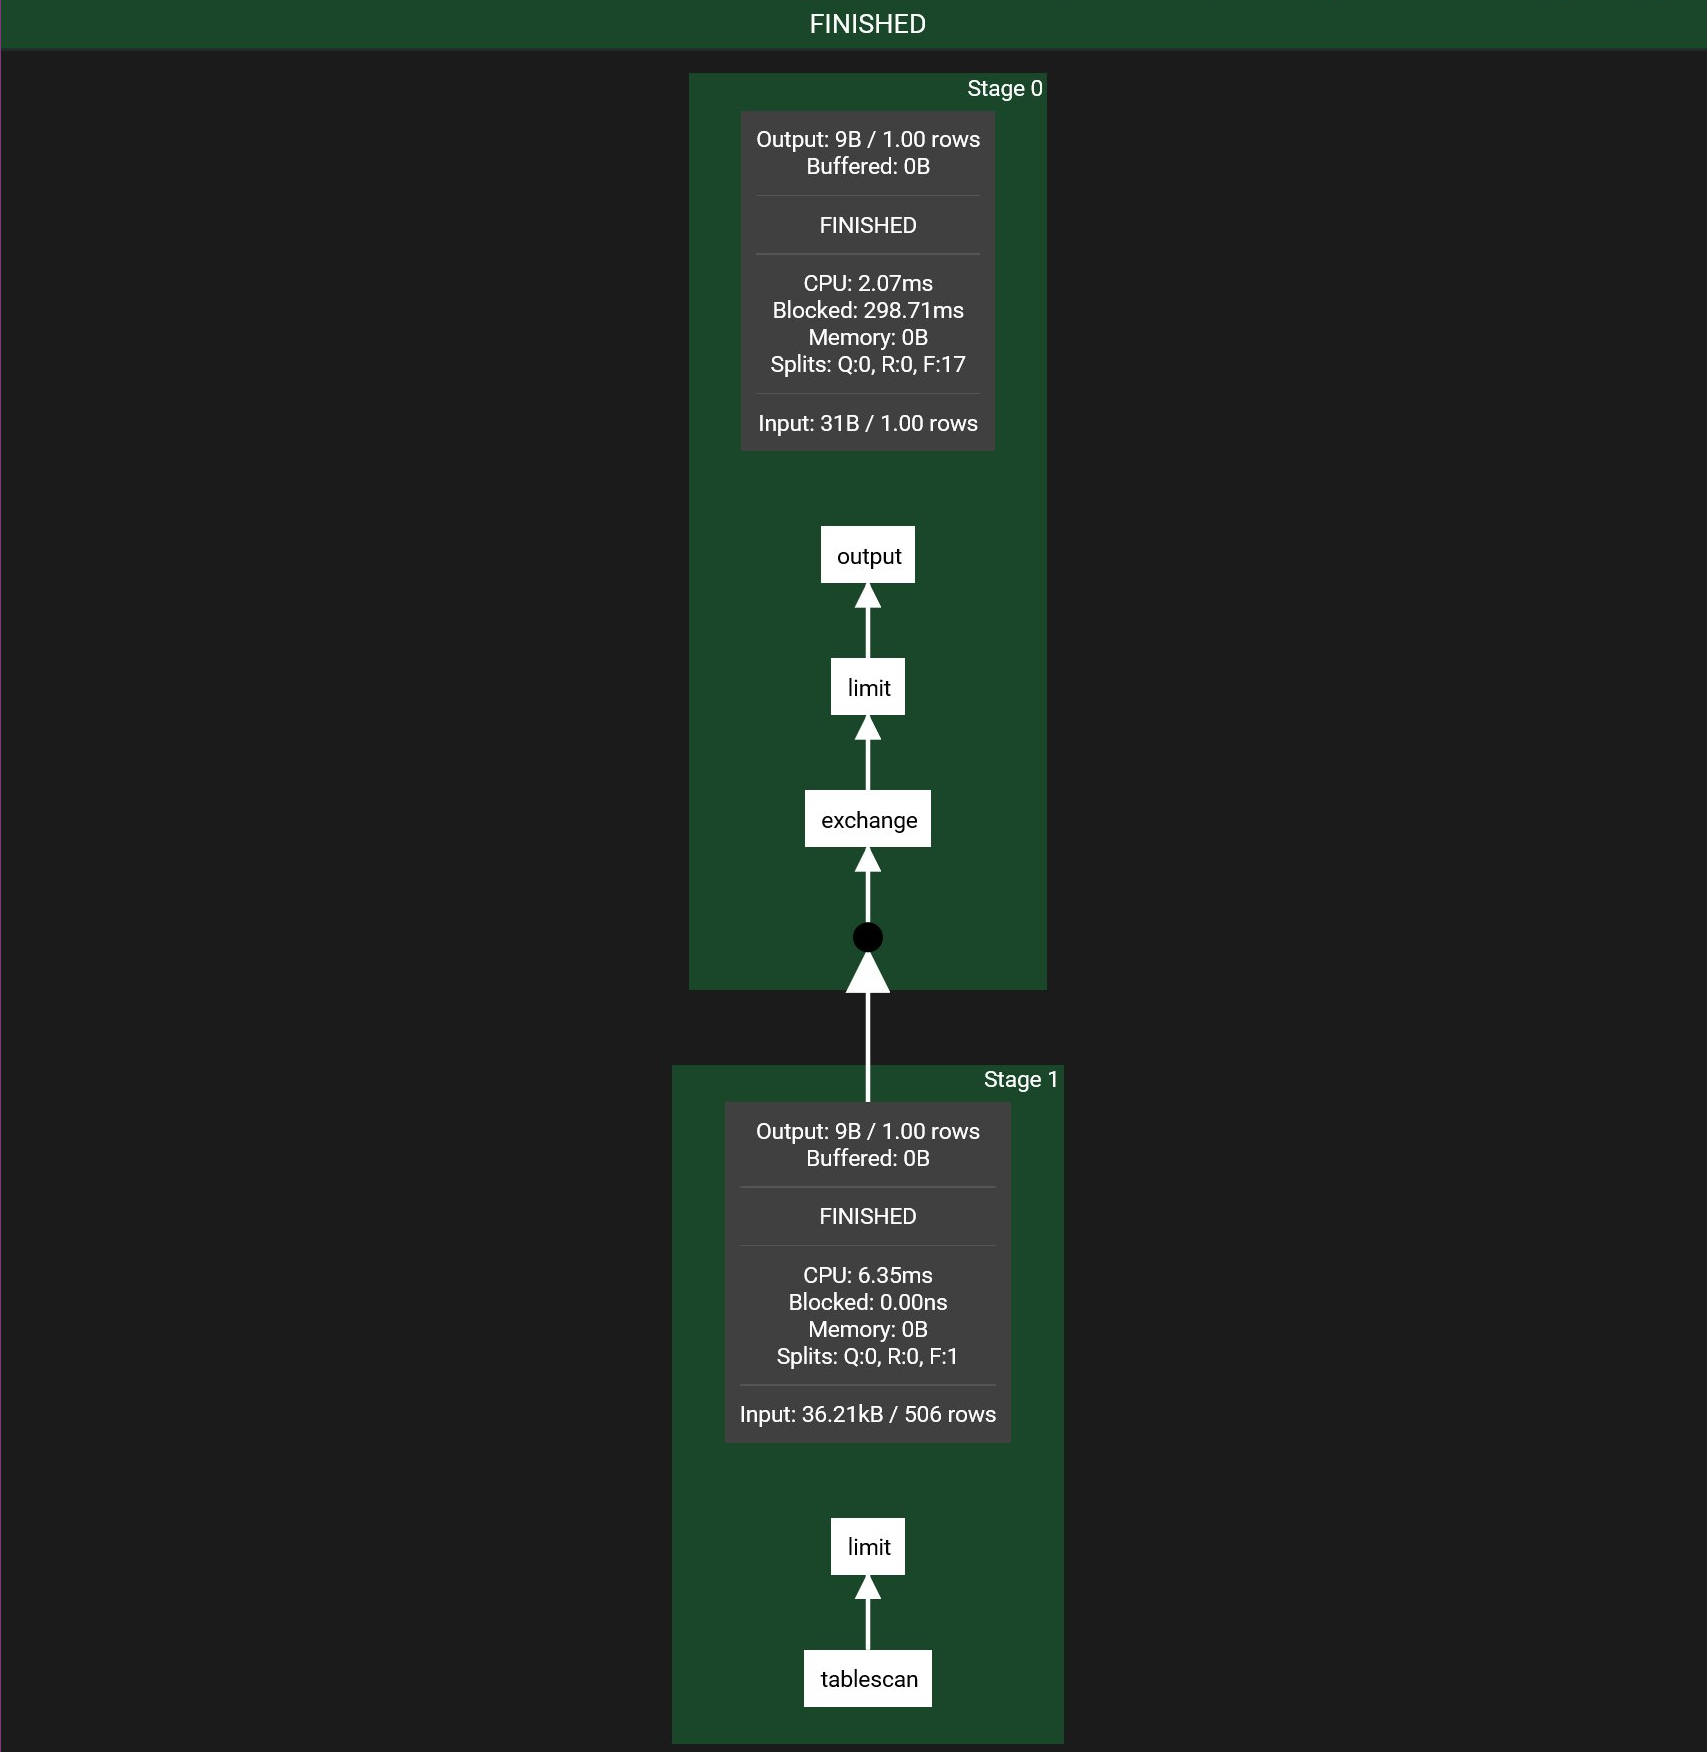 FINISHED
Stage 0
Output: 9B / 1.00 rows
Buffered: 0B
FINISHED
CPU: 2.07ms
Blocked: 298.71ms
Memory: 0B
Splits: Q:0, R:0, F:17
Input: 31B / 1.00 rows
output
limit
exchange
Stage 1
Output: 9B / 1.00 rows
Buffered: 0B
FINISHED
CPU: 6.35ms
Blocked: 0.00ns
Memory: 0B
Splits: Q:0, R:0, F:1
Input: 36.21kB / 506 rows
limit
tablescan